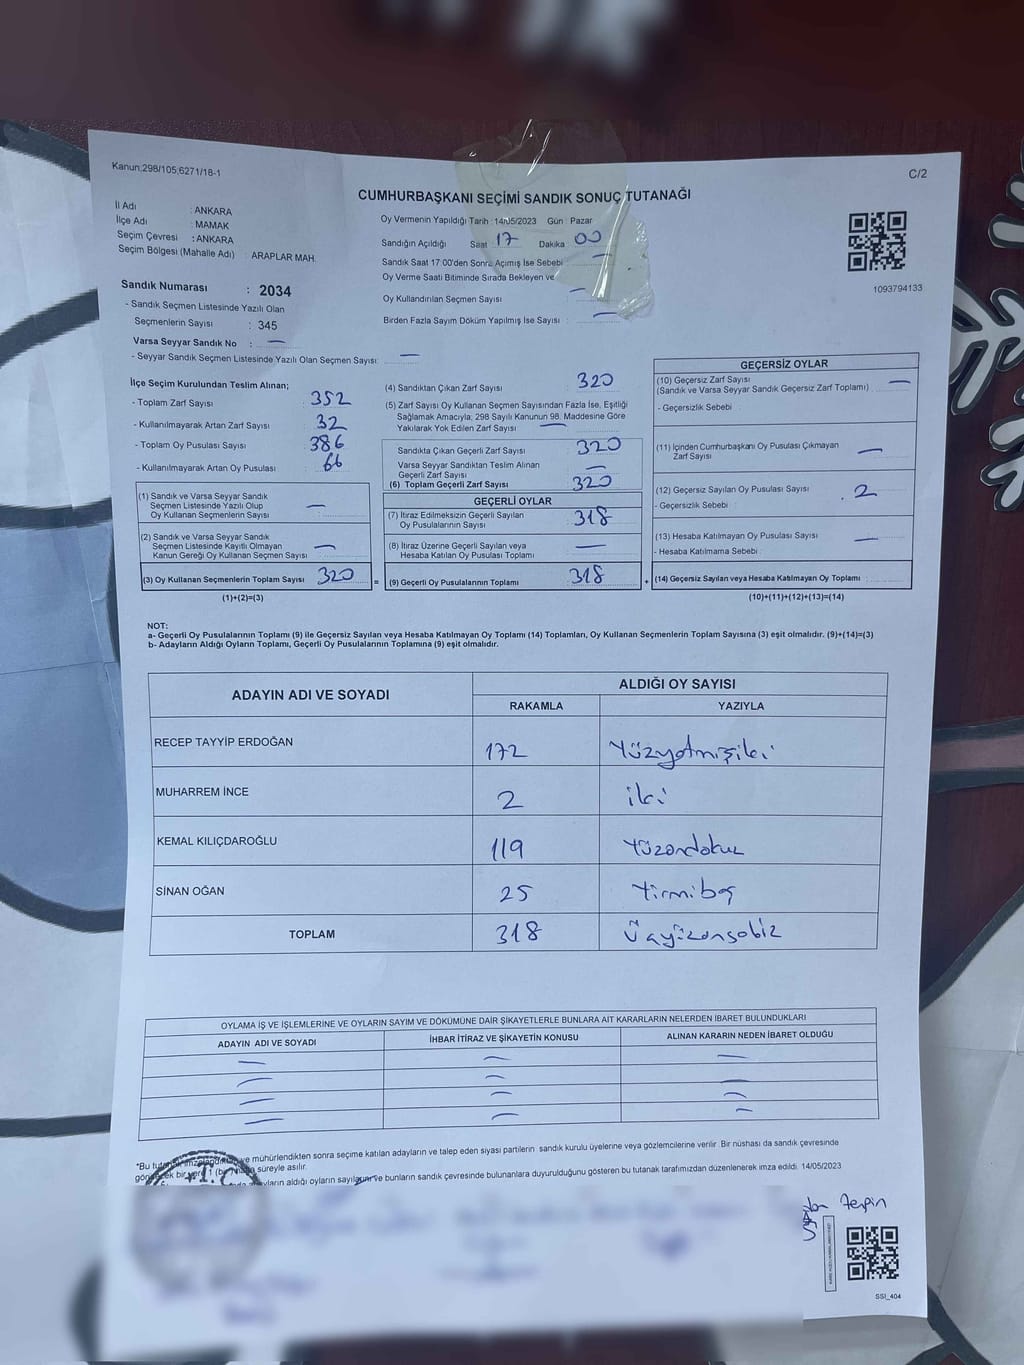 Kanun;298/105;6271/18-1
C/2
CUMHURBAŞKANI SEÇİMİ SANDIK SONUÇ TUTANAĞI
İl Adı : ANKARA
İlçe Adı : MAMAK
Seçim Çevresi : ANKARA
Seçim Bölgesi (Mahalle Adı) : ARAPLAR MAH.
Oy Vermenin Yapıldığı Tarih : 14/05/2023 Gün : Pazar
Sandığın Açıldığı Saat 17 Dakika 00
Sandık Saat 17.00'den Sonra Açımış İse Sebebi : —
Oy Verme Saati Bitiminde Sırada Bekleyen ve
Oy Kullandırılan Seçmen Sayısı —
Birden Fazla Sayım Döküm Yapılmış İse Sayısı : —
1093794133
Sandık Numarası : 2034
- Sandık Seçmen Listesinde Yazılı Olan
Seçmenlerin Sayısı : 345
Varsa Seyyar Sandık No : —
- Seyyar Sandık Seçmen Listesinde Yazılı Olan Seçmen Sayısı: —
İlçe Seçim Kurulundan Teslim Alınan;
- Toplam Zarf Sayısı : 352
- Kullanılmayarak Artan Zarf Sayısı : 32
- Toplam Oy Pusulası Sayısı : 386
- Kullanılmayarak Artan Oy Pusulası : 66
(1) Sandık ve Varsa Seyyar Sandık
Seçmen Listesinde Yazılı Olup
Oy Kullanan Seçmenlerin Sayısı —
(2) Sandık ve Varsa Seyyar Sandık
Seçmen Listesinde Kayıtlı Olmayan
Kanun Gereği Oy Kullanan Seçmen Sayısı —
(3) Oy Kullanan Seçmenlerin Toplam Sayısı 320 =
(1)+(2)=(3)
(4) Sandıktan Çıkan Zarf Sayısı : 320
(5) Zarf Sayısı Oy Kullanan Seçmen Sayısından Fazla İse, Eşitliği
Sağlamak Amacıyla; 298 Sayılı Kanunun 98. Maddesine Göre
Yakılarak Yok Edilen Zarf Sayısı : —
Sandıkta Çıkan Geçerli Zarf Sayısı 320
Varsa Seyyar Sandıktan Teslim Alınan
Geçerli Zarf Sayısı —
(6) Toplam Geçerli Zarf Sayısı 320
GEÇERLİ OYLAR
(7) İtiraz Edilmeksizin Geçerli Sayılan
Oy Pusulalarının Sayısı 318
(8) İtiraz Üzerine Geçerli Sayılan veya
Hesaba Katılan Oy Pusulası Toplamı —
(9) Geçerli Oy Pusulalarının Toplamı 318 +
GEÇERSİZ OYLAR
(10) Geçersiz Zarf Sayısı
(Sandık ve Varsa Seyyar Sandık Geçersiz Zarf Toplamı) —
- Geçersizlik Sebebi :
(11) İçinden Cumhurbaşkanı Oy Pusulası Çıkmayan
Zarf Sayısı —
(12) Geçersiz Sayılan Oy Pusulası Sayısı 2
- Geçersizlik Sebebi :
(13) Hesaba Katılmayan Oy Pusulası Sayısı —
- Hesaba Katılmama Sebebi :
(14) Geçersiz Sayılan veya Hesaba Katılmayan Oy Toplamı
(10)+(11)+(12)+(13)=(14)
NOT:
a- Geçerli Oy Pusulalarının Toplamı (9) ile Geçersiz Sayılan veya Hesaba Katılmayan Oy Toplamı (14) Toplamları, Oy Kullanan Seçmenlerin Toplam Sayısına (3) eşit olmalıdır. (9)+(14)=(3)
b- Adayların Aldığı Oyların Toplamı, Geçerli Oy Pusulalarının Toplamına (9) eşit olmalıdır.
ADAYIN ADI VE SOYADI
ALDIĞI OY SAYISI
RAKAMLA YAZIYLA
RECEP TAYYİP ERDOĞAN 172 Yüzyetmişiki
MUHARREM İNCE 2 iki
KEMAL KILIÇDAROĞLU 119 Yüzondokuz
SİNAN OĞAN 25 Yirmibeş
TOPLAM 318 Üçyüzonsekiz
OYLAMA İŞ VE İŞLEMLERİNE VE OYLARIN SAYIM VE DÖKÜMÜNE DAİR ŞİKAYETLERLE BUNLARA AİT KARARLARIN NELERDEN İBARET BULUNDUKLARI
ADAYIN ADI VE SOYADI İHBAR İTİRAZ VE ŞİKAYETİN KONUSU ALINAN KARARIN NEDEN İBARET OLDUĞU
— — —
— — —
— — —
— — —
*Bu ve mühürlendikten sonra seçime katılan adayların ve talep eden siyasi partilerin sandık kurulu üyelerine veya gözlemcilerine verilir. Bir nüshası da sandık çevresinde
bir yere 1 süreyle asılır.
aldığı oyların ve bunların sandık çevresinde bulunanlara duyurulduğunu gösteren bu tutanak tarafımızdan düzenlenerek imza edildi. 14/05/2023
T.C
SSI_404